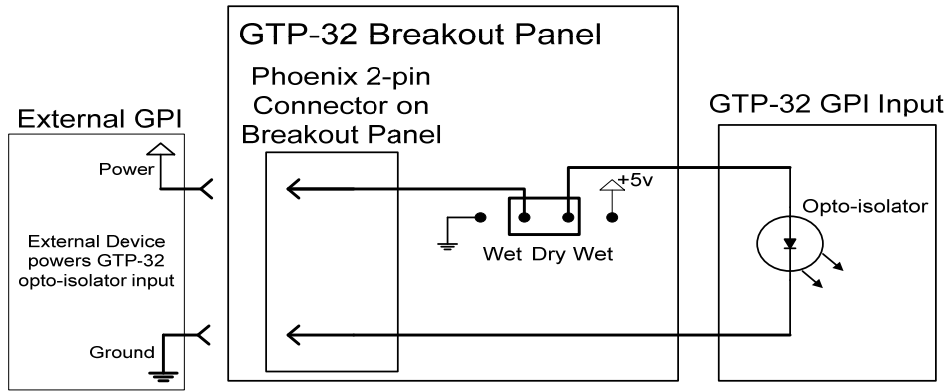 GTP-32 Breakout Panel
Phoenix 2-pin
Connector on
Breakout Panel
External GPI
GTP-32 GPI Input
Power
+5v
Opto-isolator
External Device
powers GTP-32
opto-isolator input
Wet Dry Wet
Ground